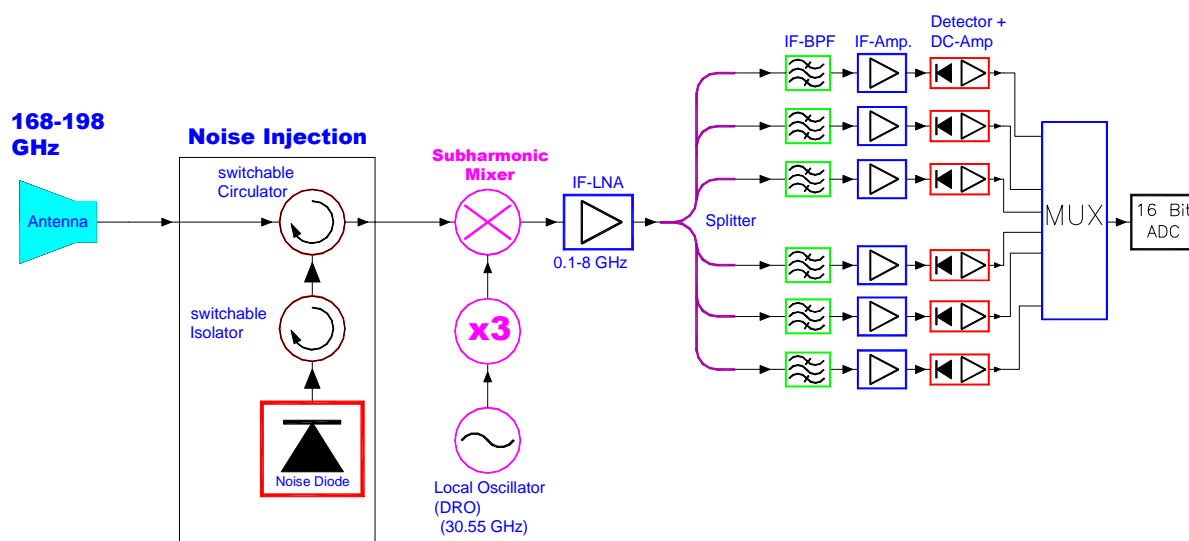 168-198
GHz
Antenna
Noise Injection
switchable
Circulator
switchable
Isolator
Noise Diode
Subharmonic
Mixer
x3
Local Oscillator
(DRO)
(30.55 GHz)
IF-LNA
0.1-8 GHz
Splitter
IF-BPF
IF-Amp.
Detector +
DC-Amp
MUX
16 Bit
ADC